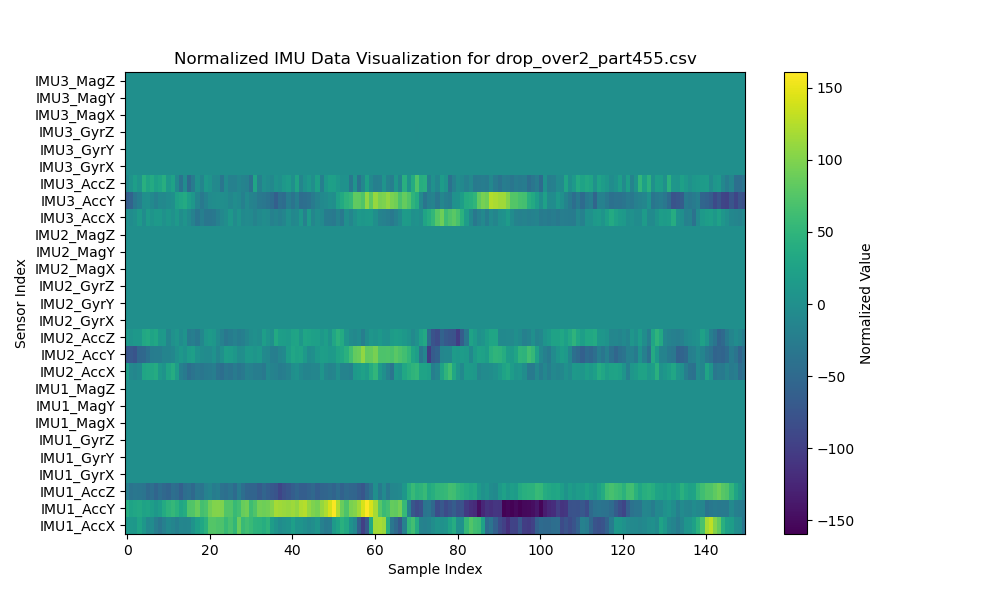 Normalized IMU Data Visualization for drop_over2_part455.csv
Sensor Index
IMU3_MagZ
IMU3_MagY
IMU3_MagX
IMU3_GyrZ
IMU3_GyrY
IMU3_GyrX
IMU3_AccZ
IMU3_AccY
IMU3_AccX
IMU2_MagZ
IMU2_MagY
IMU2_MagX
IMU2_GyrZ
IMU2_GyrY
IMU2_GyrX
IMU2_AccZ
IMU2_AccY
IMU2_AccX
IMU1_MagZ
IMU1_MagY
IMU1_MagX
IMU1_GyrZ
IMU1_GyrY
IMU1_GyrX
IMU1_AccZ
IMU1_AccY
IMU1_AccX
0 20 40 60 80 100 120 140
Sample Index
150
100
50
0
−50
−100
−150
Normalized Value